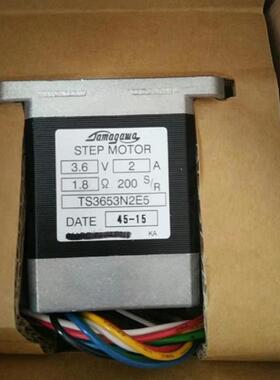 Tamagawa
STEP MOTOR
3.6 V 2 A
1.8 Ω 200 S/R
TS3653N2E5
DATE 45-15
KA